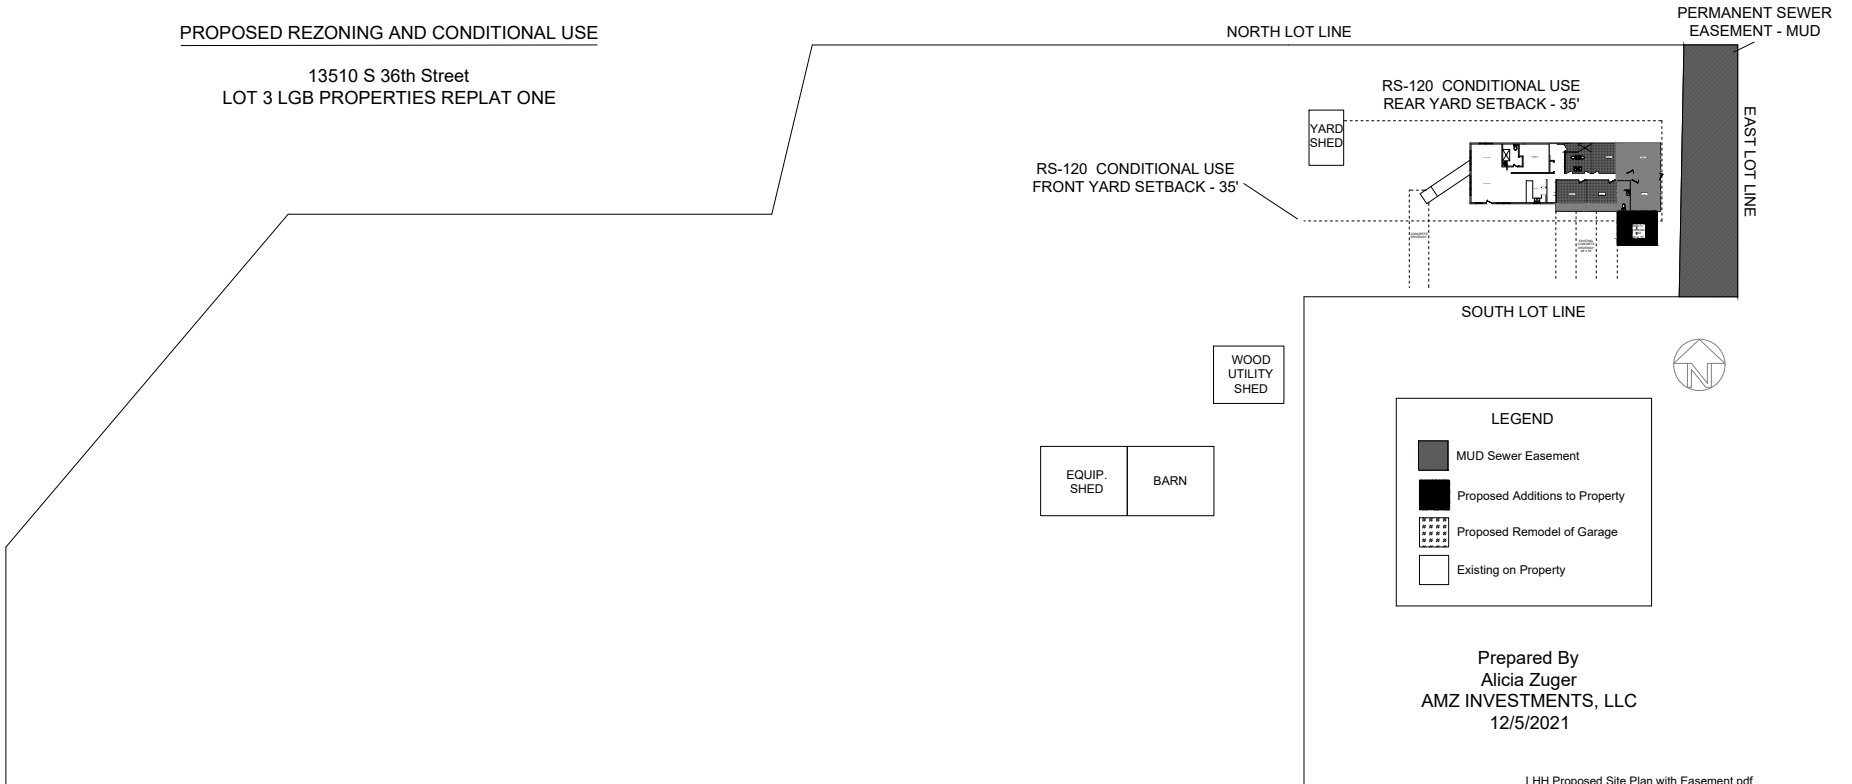 PROPOSED REZONING AND CONDITIONAL USE
13510 S 36th Street
LOT 3 LGB PROPERTIES REPLAT ONE
NORTH LOT LINE
PERMANENT SEWER
EASEMENT - MUD
RS-120 CONDITIONAL USE
REAR YARD SETBACK - 35'
YARD
SHED
EAST LOT LINE
RS-120 CONDITIONAL USE
FRONT YARD SETBACK - 35'
SOUTH LOT LINE
WOOD
UTILITY
SHED
N
EQUIP.
SHED
BARN
LEGEND
MUD Sewer Easement
Proposed Additions to Property
Proposed Remodel of Garage
Existing on Property
Prepared By
Alicia Zuger
AMZ INVESTMENTS, LLC
12/5/2021
LHH Proposed Site Plan with Easement.pdf